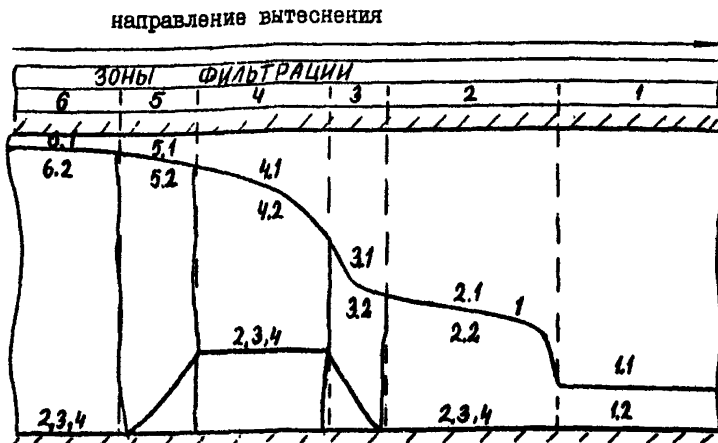 направление вытеснения
ЗОНЫ ФИЛЬТРАЦИИ
6 5 4 3 2 1
6.1 5.1 4.1
6.2 5.2 4.2
3.1
3.2 2.1 1
2.2
2,3,4 1.1
2,3,4 2,3,4 1.2